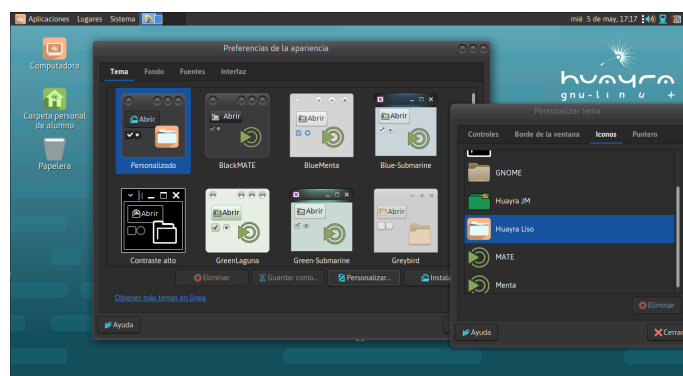 Aplicaciones Lugares Sistema
mié 5 de may, 17:17
Computadora
Carpeta personal
de alumno
Papelera
huayra
gnu-linux
Preferencias de la apariencia
Tema Fondo Fuentes Interfaz
Abrir
Abrir
Abrir
Abrir
Personalizada
BlackMATE
BlueMenta
Blue-Submarine
Abrir
Abrir
Abrir
Abrir
Contraste alto
GreenLaguna
Green-Submarine
Greybird
Eliminar
Guardar como...
Personalizar...
Instala
Obtener más temas en línea
Ayuda
Personalizar tema
Controles Borde de la ventana Iconos Puntero
GNOME
Huayra JM
Huayra Liso
MATE
Menta
Eliminar
Ayuda
Cerrar